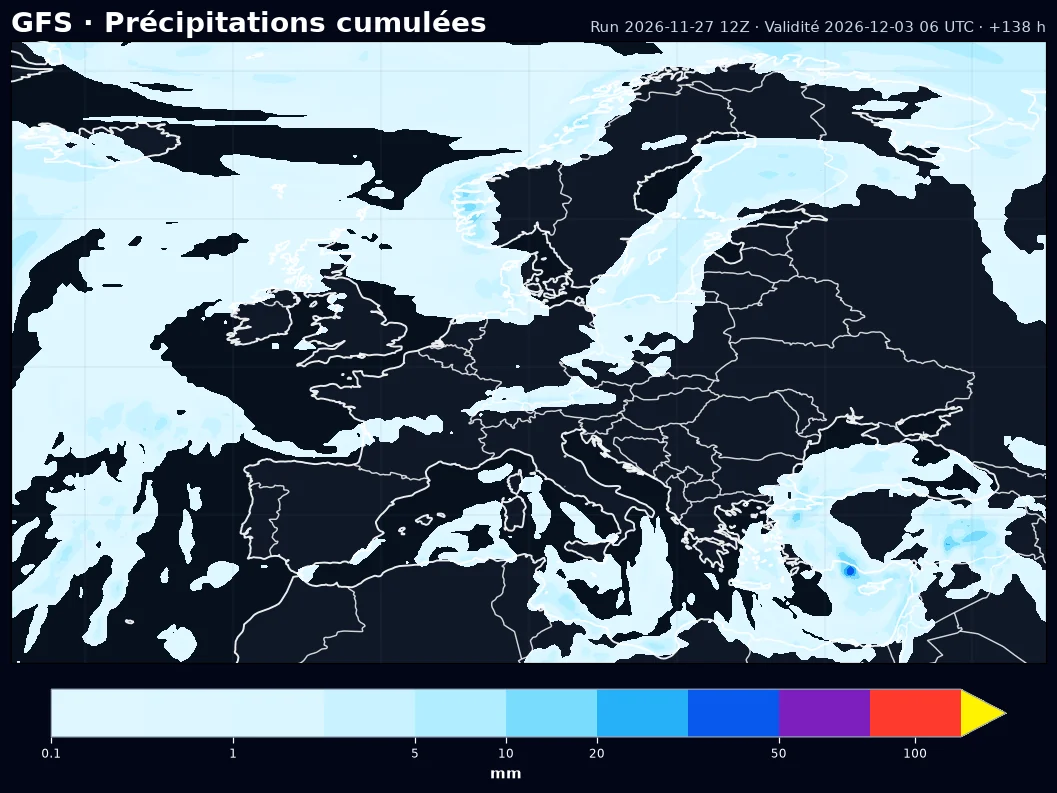 GFS · Précipitations cumulées
Run 2026-11-27 12Z · Validité 2026-12-03 06 UTC · +138 h
0.1 1 5 10 20 50 100
mm